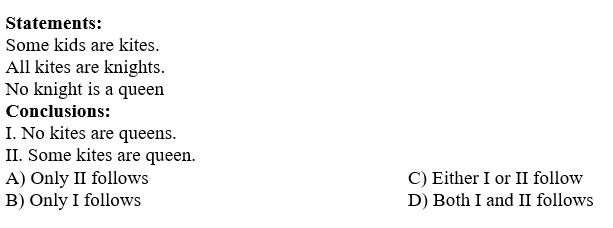 Statements:
Some kids are kites.
All kites are knights.
No knight is a queen
Conclusions:
I. No kites are queens.
II. Some kites are queen.
A) Only II follows
C) Either I or II follow
B) Only I follows
D) Both I and II follows